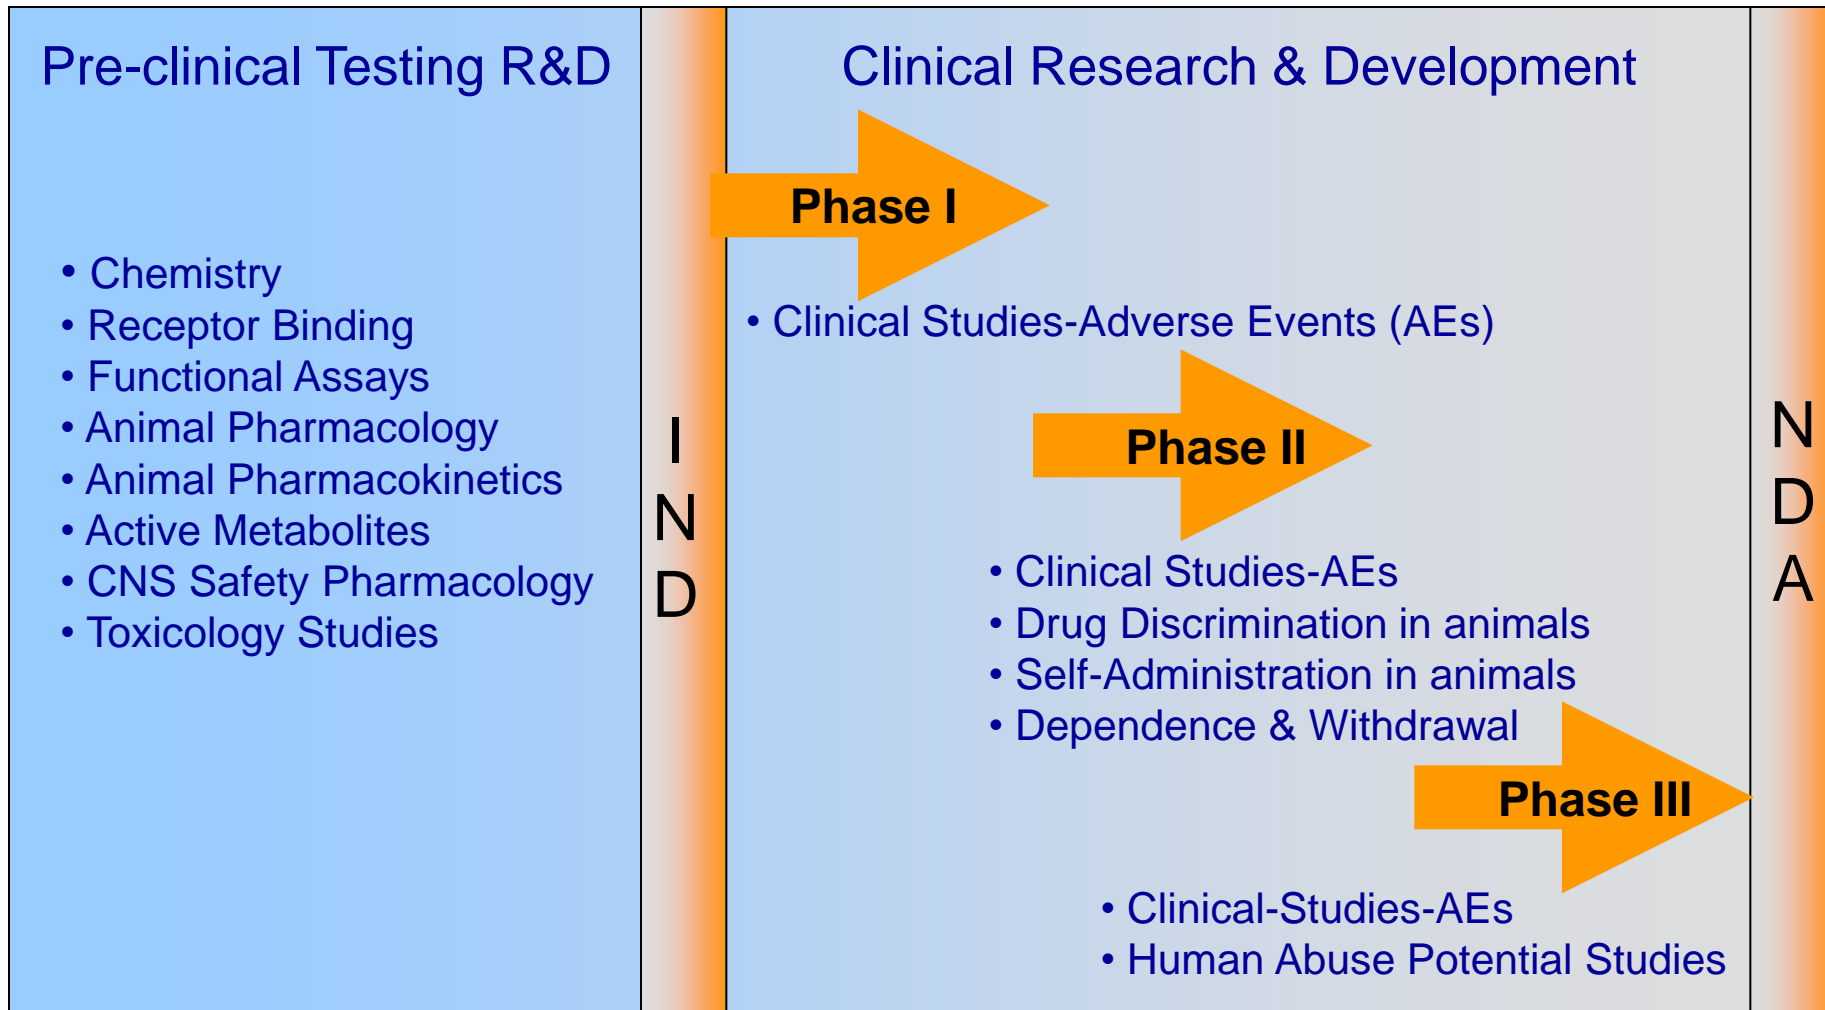 Pre-clinical Testing R&D
• Chemistry
• Receptor Binding
• Functional Assays
• Animal Pharmacology
• Animal Pharmacokinetics
• Active Metabolites
• CNS Safety Pharmacology
• Toxicology Studies
I
N
D
Clinical Research & Development
Phase I
• Clinical Studies-Adverse Events (AEs)
Phase II
• Clinical Studies-AEs
• Drug Discrimination in animals
• Self-Administration in animals
• Dependence & Withdrawal
Phase III
• Clinical-Studies-AEs
• Human Abuse Potential Studies
N
D
A